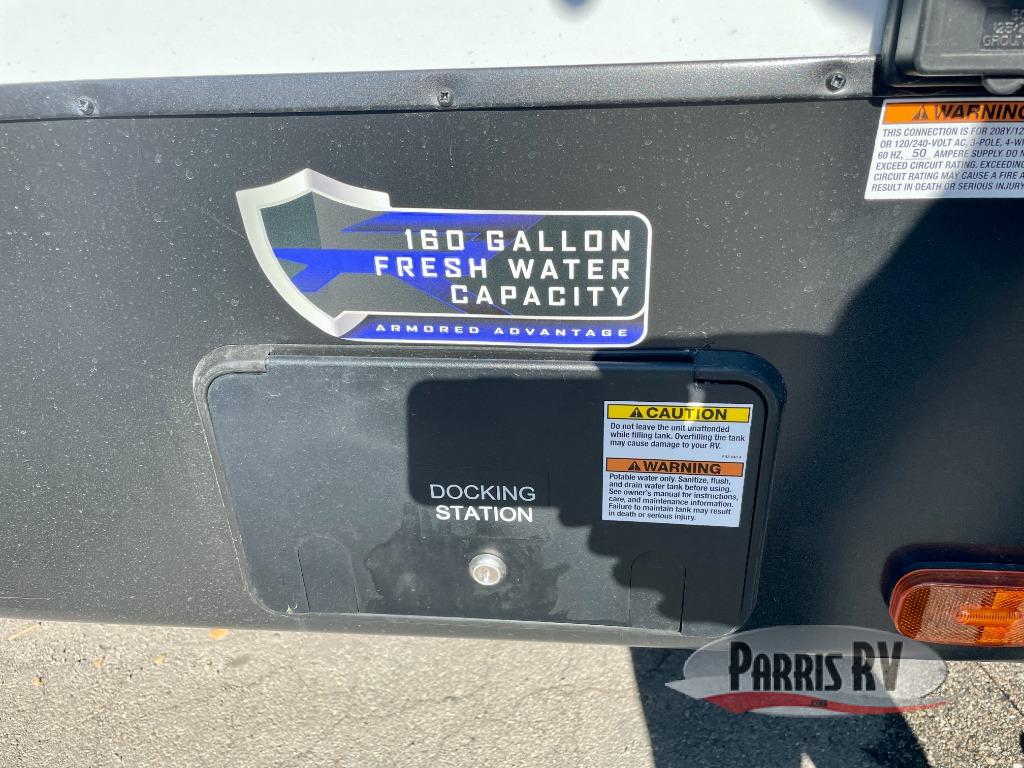 WARNING
THIS CONNECTION IS FOR 208Y/12
OR 120/240-VOLT AC, 3-POLE, 4-WI
60 HZ, 50 AMPERE SUPPLY. DO N
EXCEED CIRCUIT RATING. EXCEEDING
CIRCUIT RATING MAY CAUSE A FIRE A
RESULT IN DEATH OR SERIOUS INJURY
160 GALLON
FRESH WATER
CAPACITY
ARMORED ADVANTAGE
CAUTION
Do not leave the unit unattended
while filling tank. Overfilling the tank
may cause damage to your RV.
WARNING
Potable water only. Sanitize, flush,
and drain water tank before using.
See owner's manual for instructions,
care, and maintenance information.
Failure to maintain tank may result
in death or serious injury.
DOCKING
STATION
PARRIS RV
.com